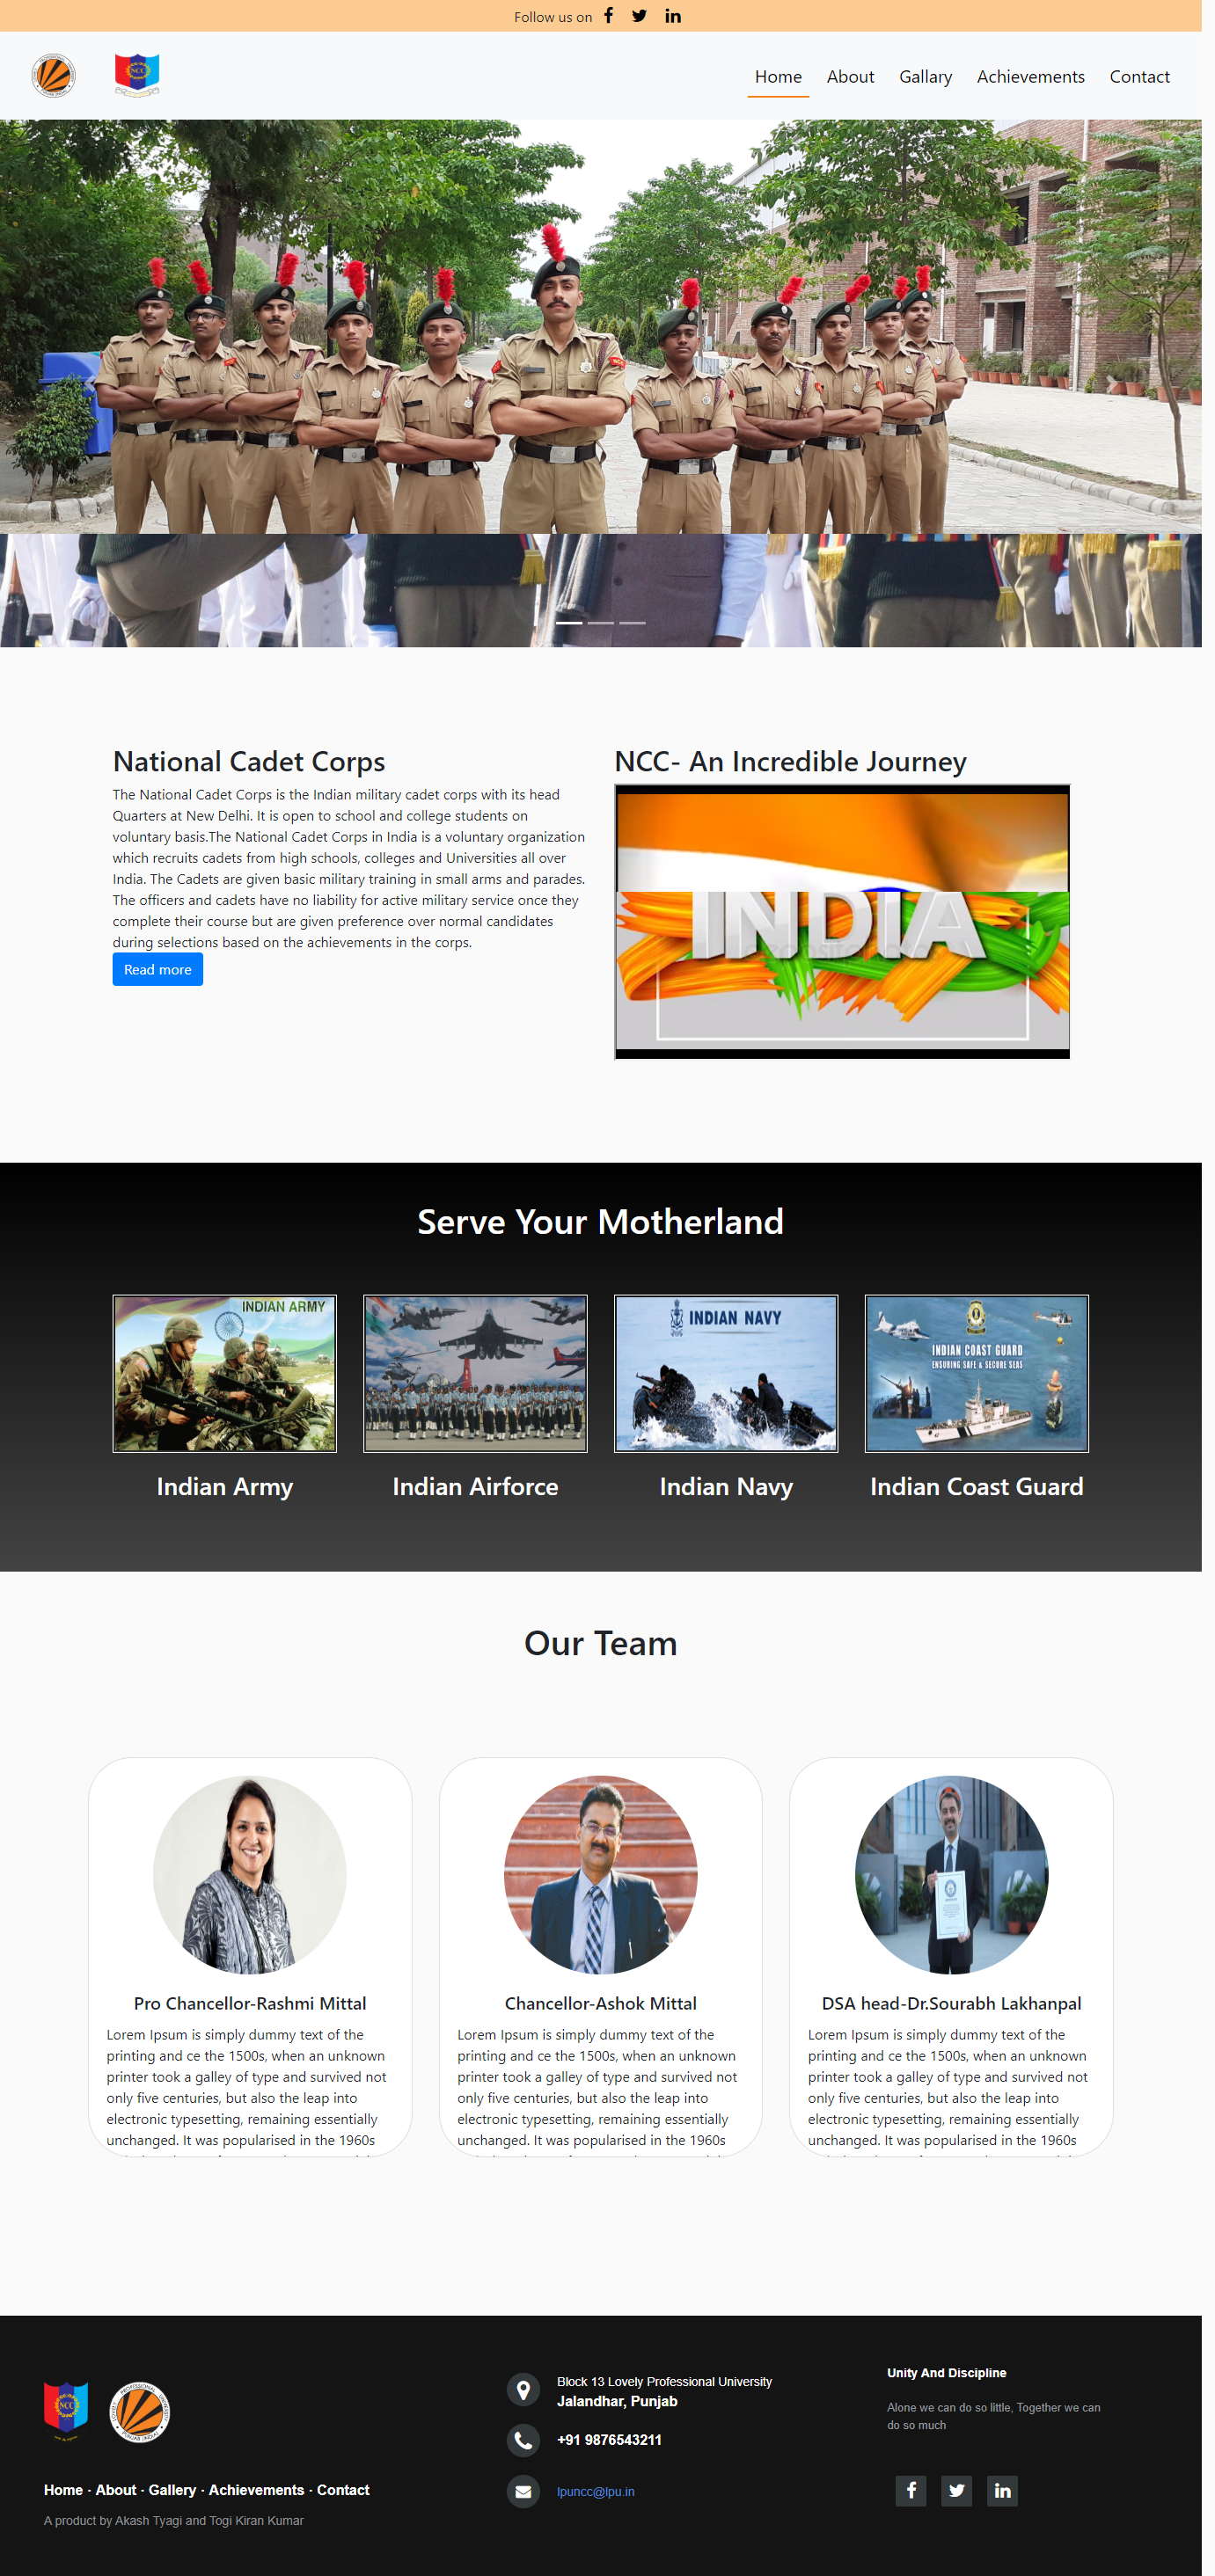 Follow us on
Home About Gallary Achievements Contact
National Cadet Corps
The National Cadet Corps is the Indian military cadet corps with its head
Quarters at New Delhi. It is open to school and college students on
voluntary basis.The National Cadet Corps in India is a voluntary organization
which recruits cadets from high schools, colleges and Universities all over
India. The Cadets are given basic military training in small arms and parades.
The officers and cadets have no liability for active military service once they
complete their course but are given preference over normal candidates
during selections based on the achievements in the corps.
Read more
NCC- An Incredible Journey
INDIA
Serve Your Motherland
INDIAN ARMY
INDIAN NAVY
INDIAN COAST GUARD
ENSURING SAFE & SECURE SEAS
Indian Army
Indian Airforce
Indian Navy
Indian Coast Guard
Our Team
Pro Chancellor-Rashmi Mittal
Lorem Ipsum is simply dummy text of the
printing and ce the 1500s, when an unknown
printer took a galley of type and survived not
only five centuries, but also the leap into
electronic typesetting, remaining essentially
unchanged. It was popularised in the 1960s
Chancellor-Ashok Mittal
Lorem Ipsum is simply dummy text of the
printing and ce the 1500s, when an unknown
printer took a galley of type and survived not
only five centuries, but also the leap into
electronic typesetting, remaining essentially
unchanged. It was popularised in the 1960s
DSA head-Dr.Sourabh Lakhanpal
Lorem Ipsum is simply dummy text of the
printing and ce the 1500s, when an unknown
printer took a galley of type and survived not
only five centuries, but also the leap into
electronic typesetting, remaining essentially
unchanged. It was popularised in the 1960s
NCC
Home · About · Gallery · Achievements · Contact
A product by Akash Tyagi and Togi Kiran Kumar
Block 13 Lovely Professional University
Jalandhar, Punjab
+91 9876543211
lpuncc@lpu.in
Unity And Discipline
Alone we can do so little, Together we can
do so much